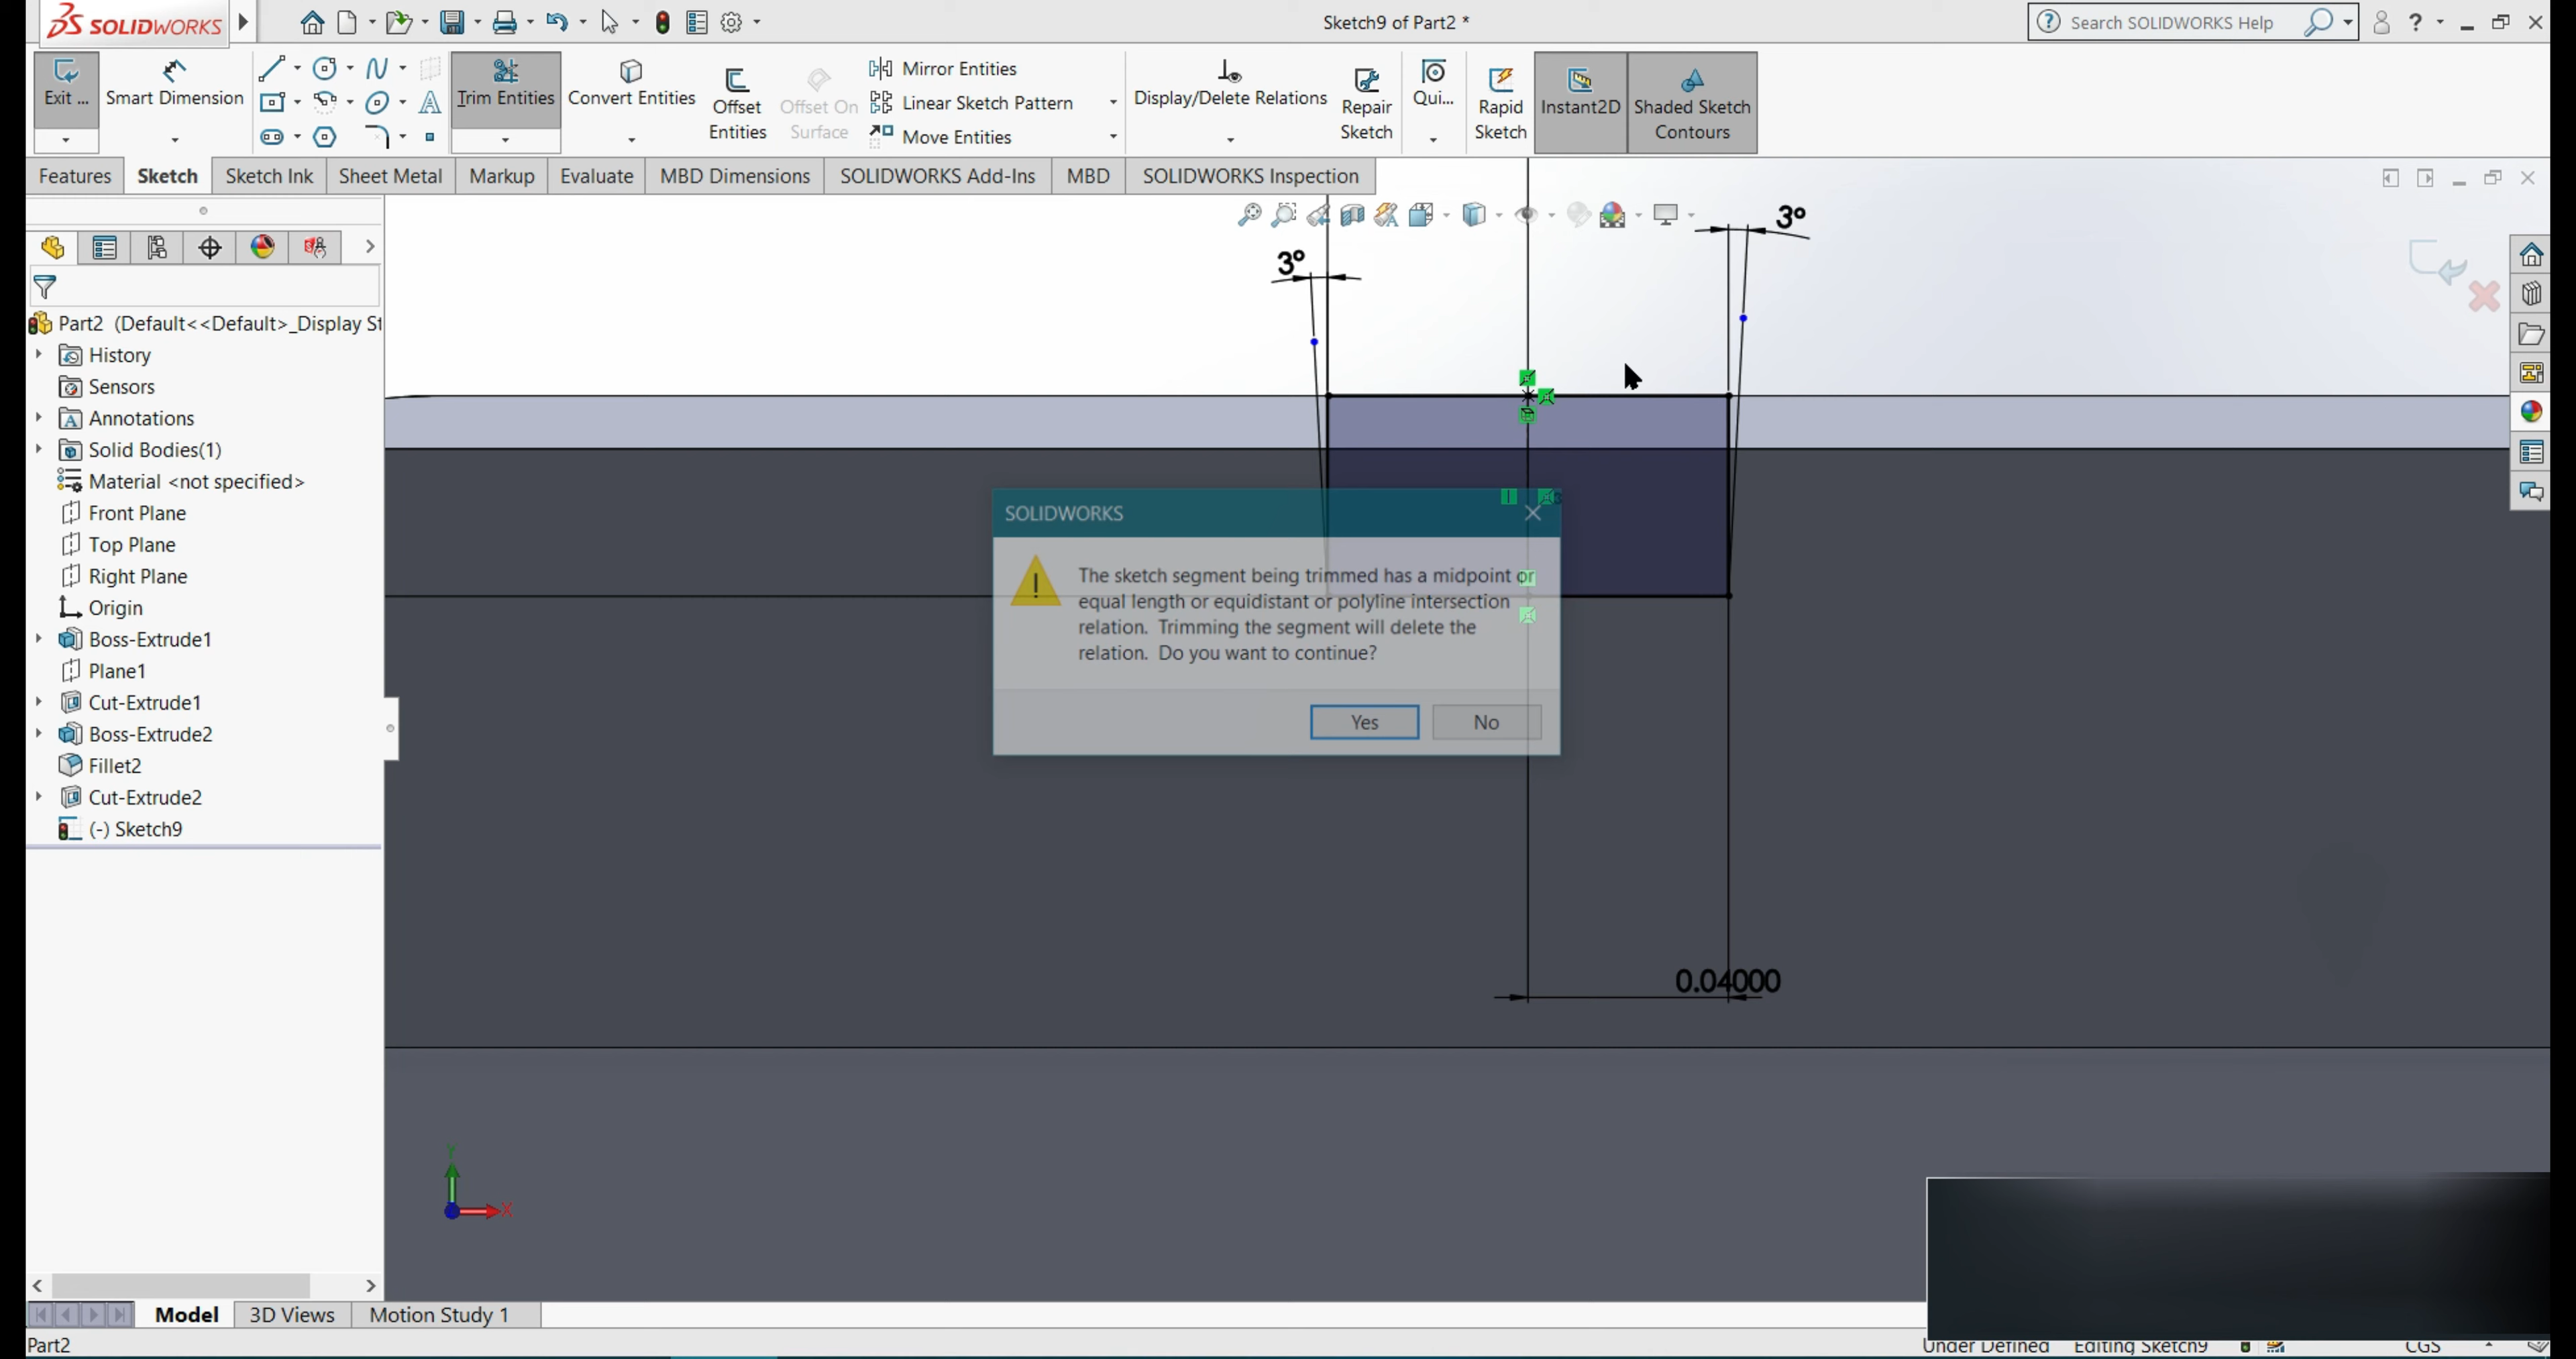 SOLIDWORKS
Sketch9 of Part2 *
Search SOLIDWORKS Help
?
Exit ...
Smart Dimension
Trim Entities
Convert Entities
Offset Entities
Offset On Surface
Mirror Entities
Linear Sketch Pattern
Move Entities
Display/Delete Relations
Repair Sketch
Qui...
Rapid Sketch
Instant2D
Shaded Sketch Contours
Features
Sketch
Sketch Ink
Sheet Metal
Markup
Evaluate
MBD Dimensions
SOLIDWORKS Add-Ins
MBD
SOLIDWORKS Inspection
Part2 (Default<<Default>_Display St
History
Sensors
Annotations
Solid Bodies(1)
Material <not specified>
Front Plane
Top Plane
Right Plane
Origin
Boss-Extrude1
Plane1
Cut-Extrude1
Boss-Extrude2
Fillet2
Cut-Extrude2
(-) Sketch9
3°
3°
SOLIDWORKS
The sketch segment being trimmed has a midpoint or
equal length or equidistant or polyline intersection
relation. Trimming the segment will delete the
relation. Do you want to continue?
Yes
No
0.04000
Y
X
Model
3D Views
Motion Study 1
Part2
Under Defined
Editing Sketch9
CGS